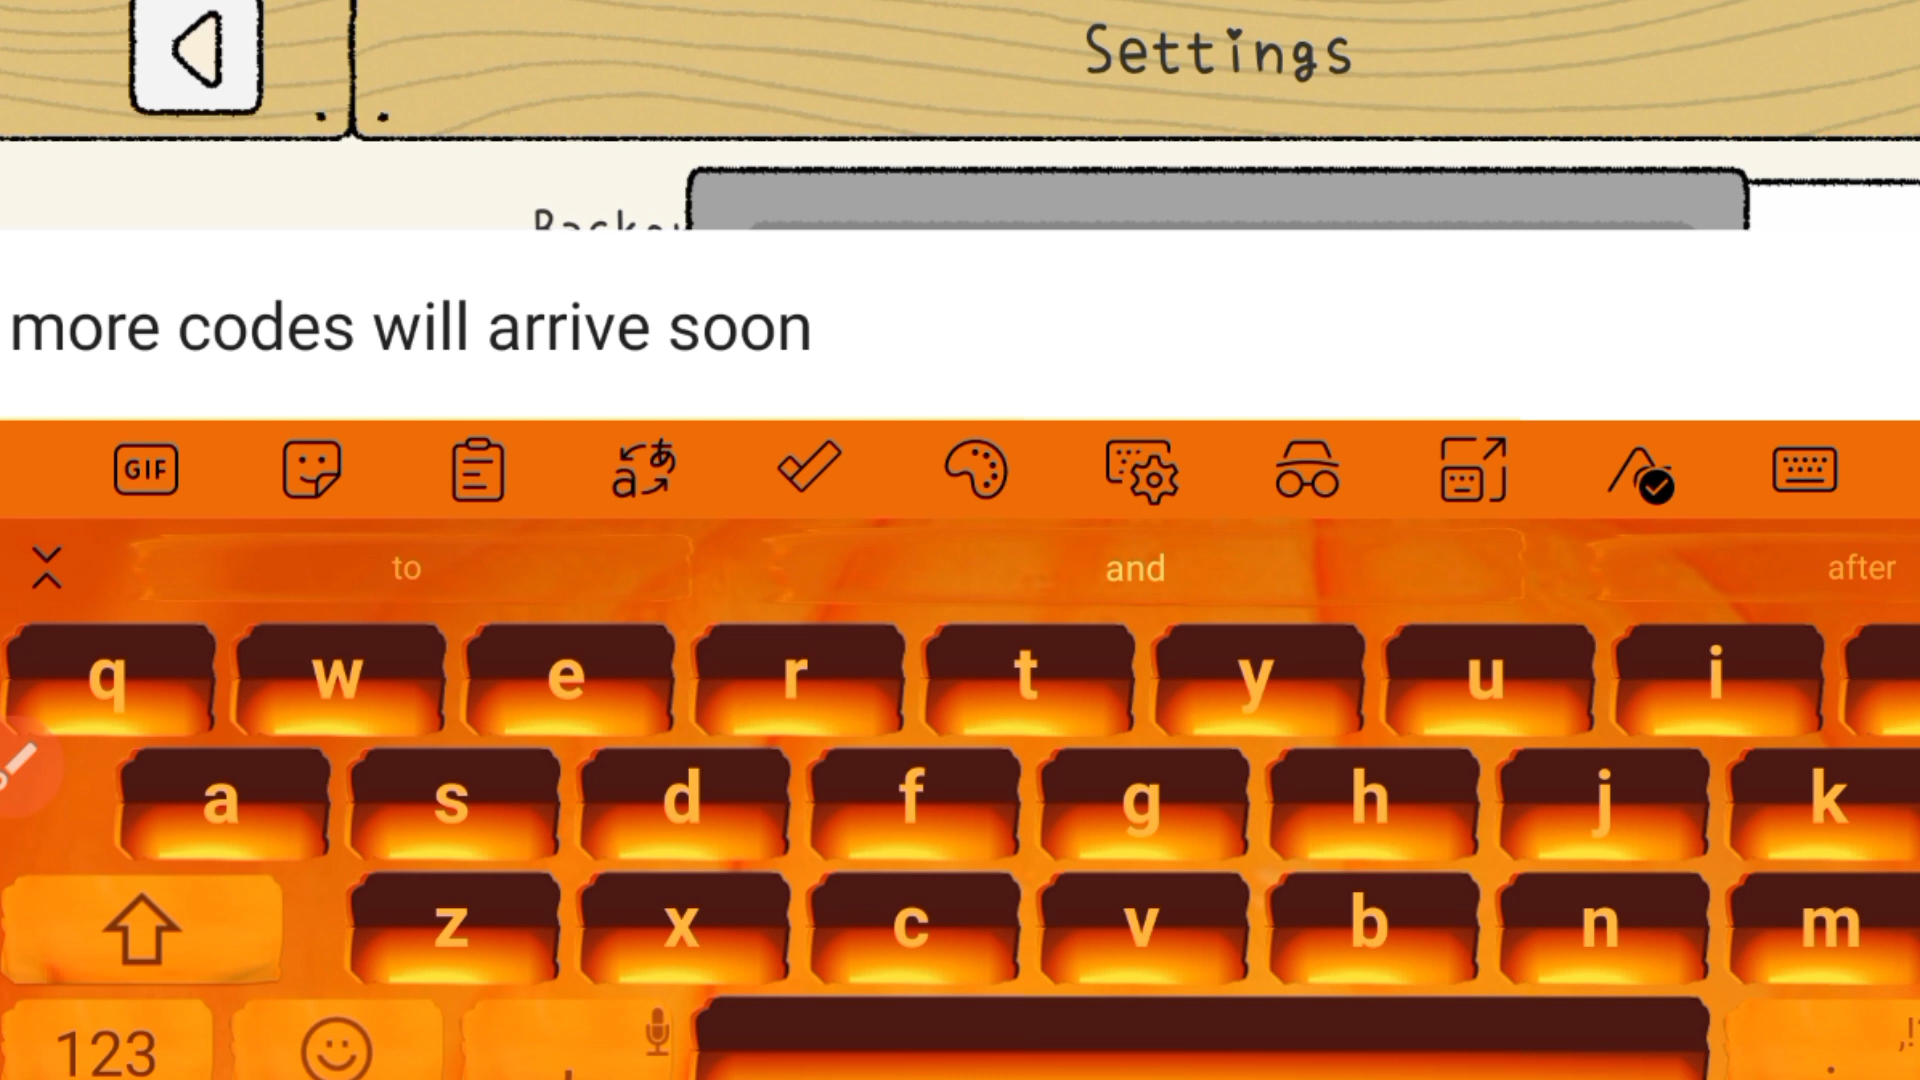 Settings
more codes will arrive soon
GIF
to and after
q w e r t y u i
a s d f g h j k
z x c v b n m
123